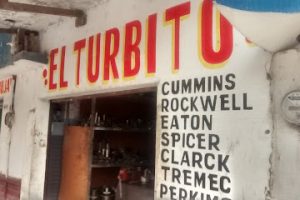 EL TURBITO
CUMMINS
ROCKWELL
EATON
SPICER
CLARCK
TREMEC
PERKINS